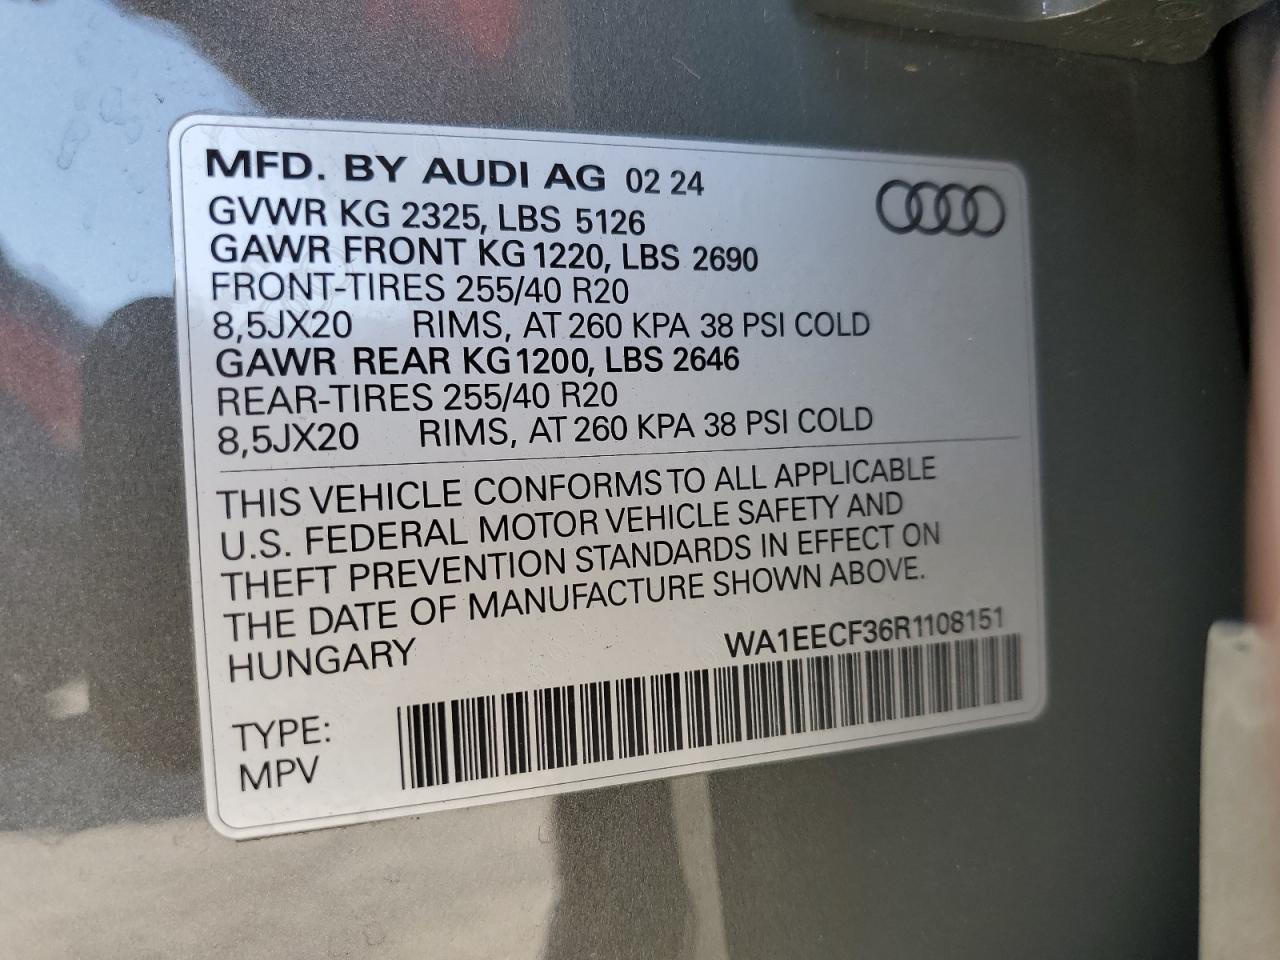 MFD. BY AUDI AG 02 24
GVWR KG 2325, LBS 5126
GAWR FRONT KG 1220, LBS 2690
FRONT-TIRES 255/40 R20
8,5JX20 RIMS, AT 260 KPA 38 PSI COLD
GAWR REAR KG 1200, LBS 2646
REAR-TIRES 255/40 R20
8,5JX20 RIMS, AT 260 KPA 38 PSI COLD
THIS VEHICLE CONFORMS TO ALL APPLICABLE
U.S. FEDERAL MOTOR VEHICLE SAFETY AND
THEFT PREVENTION STANDARDS IN EFFECT ON
THE DATE OF MANUFACTURE SHOWN ABOVE.
HUNGARY WA1EECF36R1108151
TYPE:
MPV